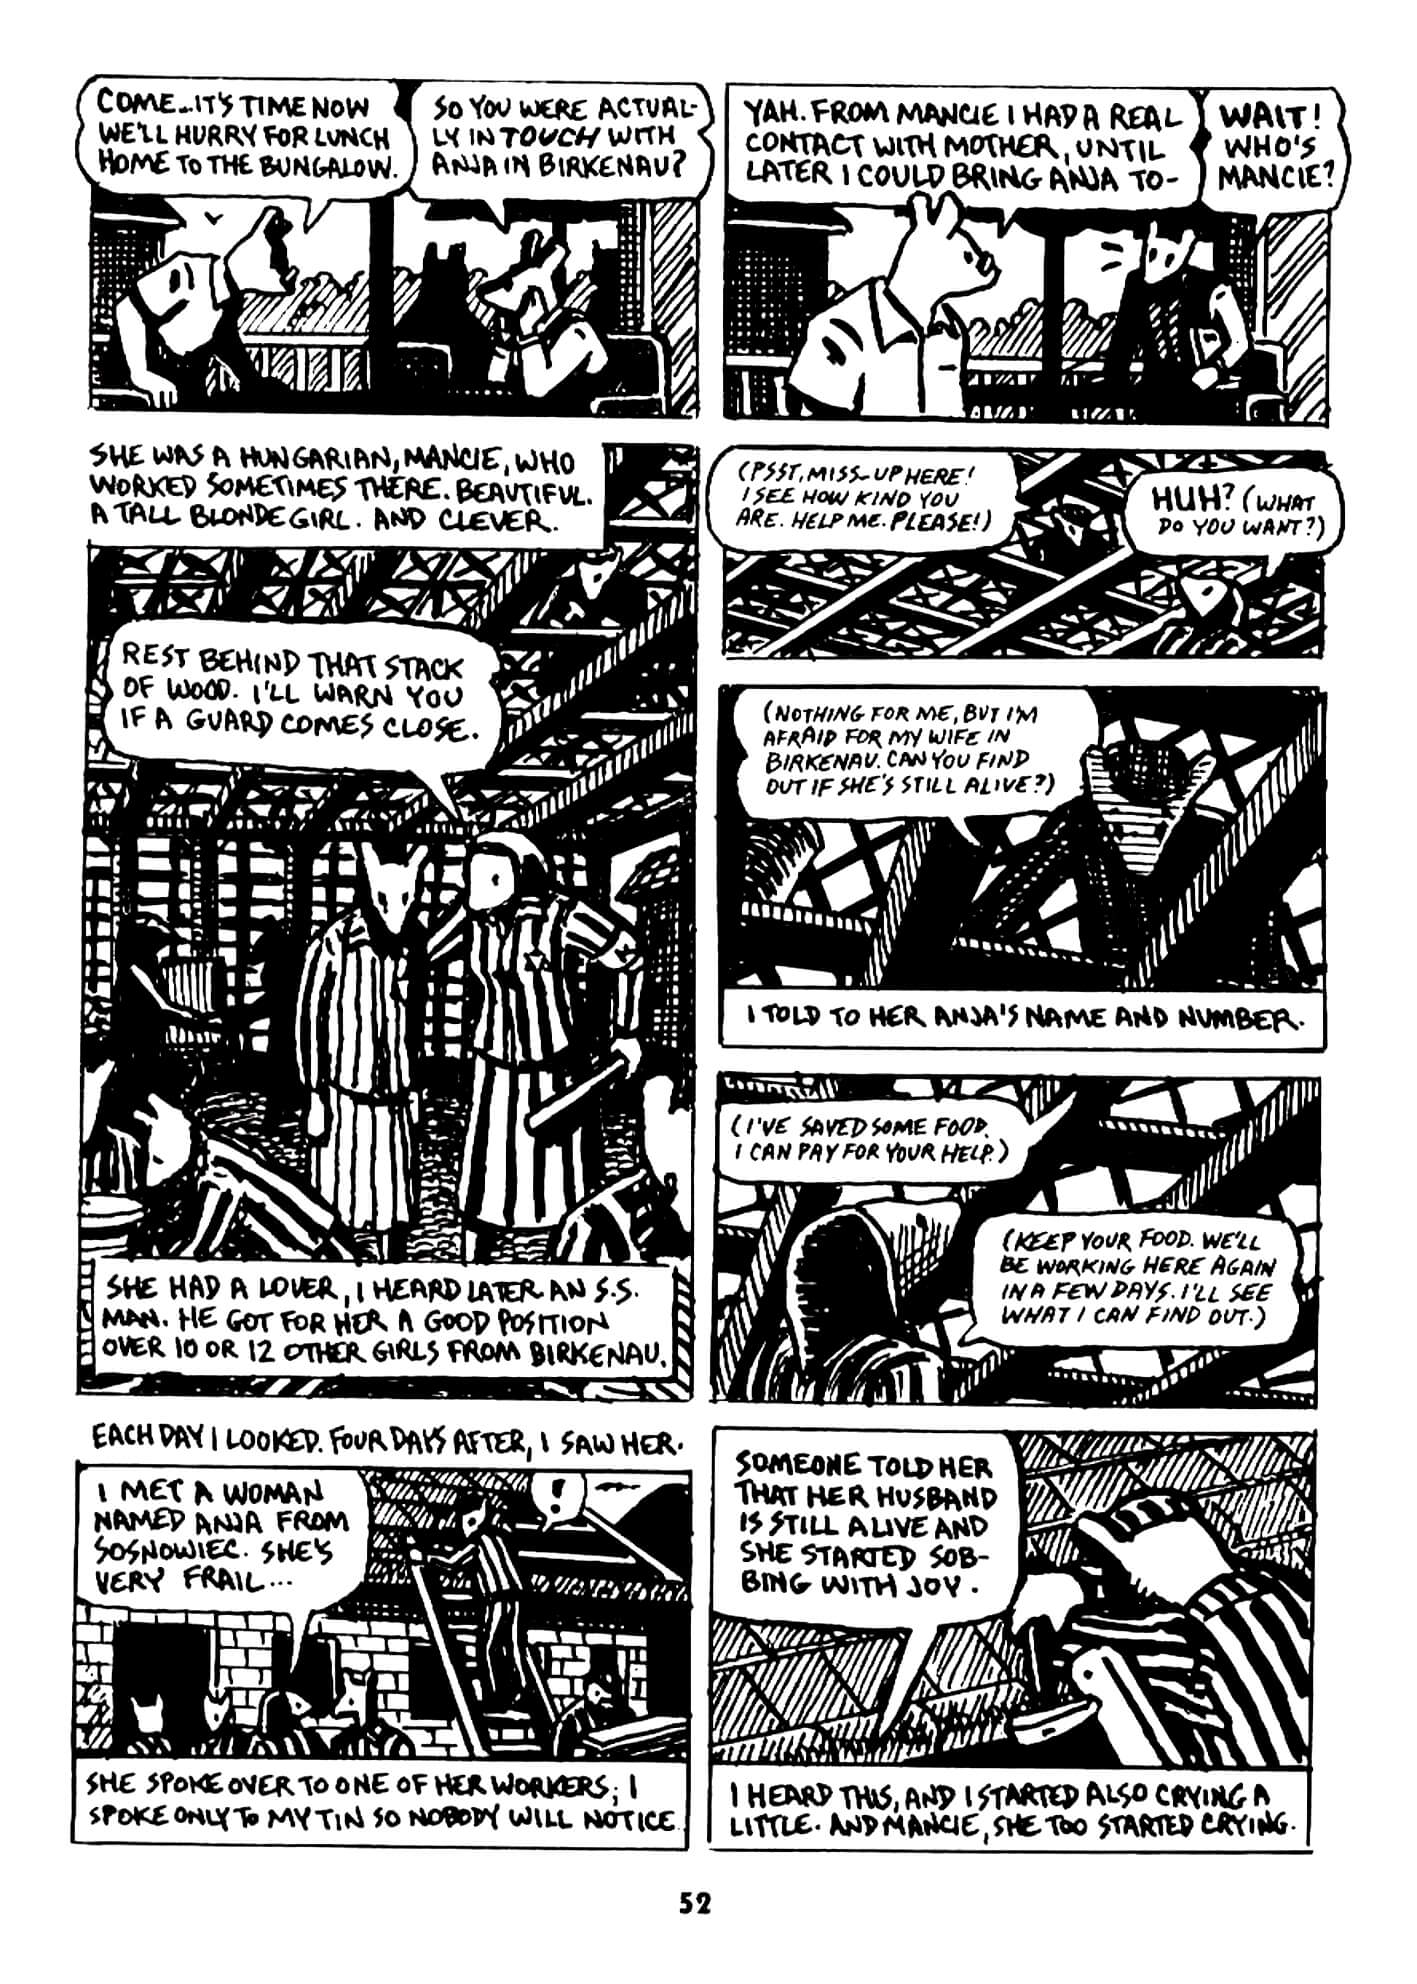 COME...IT'S TIME NOW
WE'LL HURRY FOR LUNCH
HOME TO THE BUNGALOW.
SO YOU WERE ACTUAL-
LY IN TOUCH WITH
ANJA IN BIRKENAU?
YAH. FROM MANCIE I HAD A REAL
CONTACT WITH MOTHER, UNTIL
LATER I COULD BRING ANJA TO-
WAIT!
WHO'S
MANCIE?
SHE WAS A HUNGARIAN, MANCIE, WHO
WORKED SOMETIMES THERE. BEAUTIFUL.
A TALL BLONDE GIRL. AND CLEVER.
REST BEHIND THAT STACK
OF WOOD. I'LL WARN YOU
IF A GUARD COMES CLOSE.
SHE HAD A LOVER, I HEARD LATER AN S.S.
MAN. HE GOT FOR HER A GOOD POSITION
OVER 10 OR 12 OTHER GIRLS FROM BIRKENAU.
(PSST, MISS-UP HERE!
I SEE HOW KIND YOU
ARE. HELP ME. PLEASE!)
HUH? (WHAT
DO YOU WANT?)
(NOTHING FOR ME, BUT I'M
AFRAID FOR MY WIFE IN
BIRKENAU. CAN YOU FIND
OUT IF SHE'S STILL ALIVE?)
I TOLD TO HER ANJA'S NAME AND NUMBER.
(I'VE SAVED SOME FOOD.
I CAN PAY FOR YOUR HELP.)
(KEEP YOUR FOOD. WE'LL
BE WORKING HERE AGAIN
IN A FEW DAYS. I'LL SEE
WHAT I CAN FIND OUT.)
EACH DAY I LOOKED. FOUR DAYS AFTER, I SAW HER.
I MET A WOMAN
NAMED ANJA FROM
SOSNOWIEC. SHE'S
VERY FRAIL...
!
SHE SPOKE OVER TO ONE OF HER WORKERS; I
SPOKE ONLY TO MY TIN SO NOBODY WILL NOTICE
SOMEONE TOLD HER
THAT HER HUSBAND
IS STILL ALIVE AND
SHE STARTED SOB-
BING WITH JOY.
I HEARD THIS, AND I STARTED ALSO CRYING A
LITTLE. AND MANCIE, SHE TOO STARTED CRYING.
52